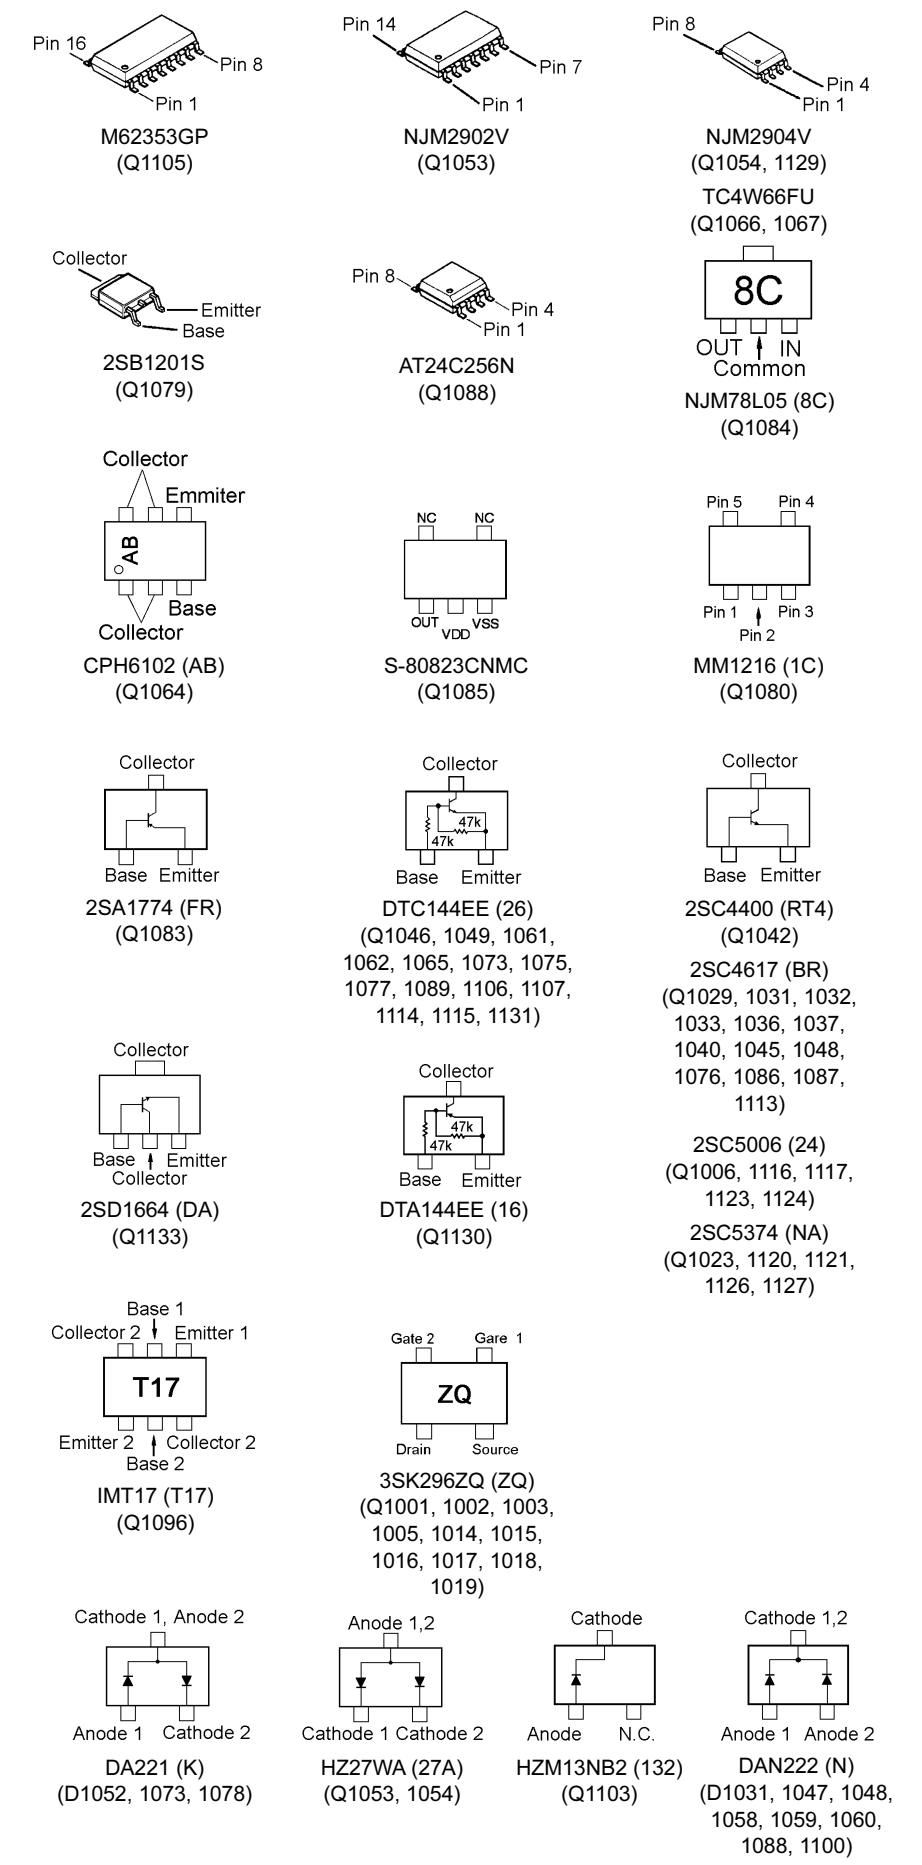 Pin 16
Pin 8
Pin 1
M62353GP
(Q1105)
Pin 14
Pin 7
Pin 1
NJM2902V
(Q1053)
Pin 8
Pin 4
Pin 1
NJM2904V
(Q1054, 1129)
TC4W66FU
(Q1066, 1067)
Collector
Emitter
Base
2SB1201S
(Q1079)
Pin 8
Pin 4
Pin 1
AT24C256N
(Q1088)
8C
OUT IN
Common
NJM78L05 (8C)
(Q1084)
Collector
Emmiter
AB
Base
Collector
CPH6102 (AB)
(Q1064)
NC NC
OUT VDD VSS
S-80823CNMC
(Q1085)
Pin 5 Pin 4
Pin 1 Pin 3
Pin 2
MM1216 (1C)
(Q1080)
Collector
Base Emitter
2SA1774 (FR)
(Q1083)
Collector
47k
47k
Base Emitter
DTC144EE (26)
(Q1046, 1049, 1061,
1062, 1065, 1073, 1075,
1077, 1089, 1106, 1107,
1114, 1115, 1131)
Collector
Base Emitter
2SC4400 (RT4)
(Q1042)
2SC4617 (BR)
(Q1029, 1031, 1032,
1033, 1036, 1037,
1040, 1045, 1048,
1076, 1086, 1087,
1113)
2SC5006 (24)
(Q1006, 1116, 1117,
1123, 1124)
2SC5374 (NA)
(Q1023, 1120, 1121,
1126, 1127)
Collector
Base Emitter
Collector
2SD1664 (DA)
(Q1133)
Collector
47k
47k
Base Emitter
DTA144EE (16)
(Q1130)
Base 1
Collector 2 Emitter 1
T17
Emitter 2 Collector 2
Base 2
IMT17 (T17)
(Q1096)
Gate 2 Gare 1
ZQ
Drain Source
3SK296ZQ (ZQ)
(Q1001, 1002, 1003,
1005, 1014, 1015,
1016, 1017, 1018,
1019)
Cathode 1, Anode 2
Anode 1 Cathode 2
DA221 (K)
(D1052, 1073, 1078)
Anode 1,2
Cathode 1 Cathode 2
HZ27WA (27A)
(Q1053, 1054)
Cathode
Anode N.C.
HZM13NB2 (132)
(Q1103)
Cathode 1,2
Anode 1 Anode 2
DAN222 (N)
(D1031, 1047, 1048,
1058, 1059, 1060,
1088, 1100)